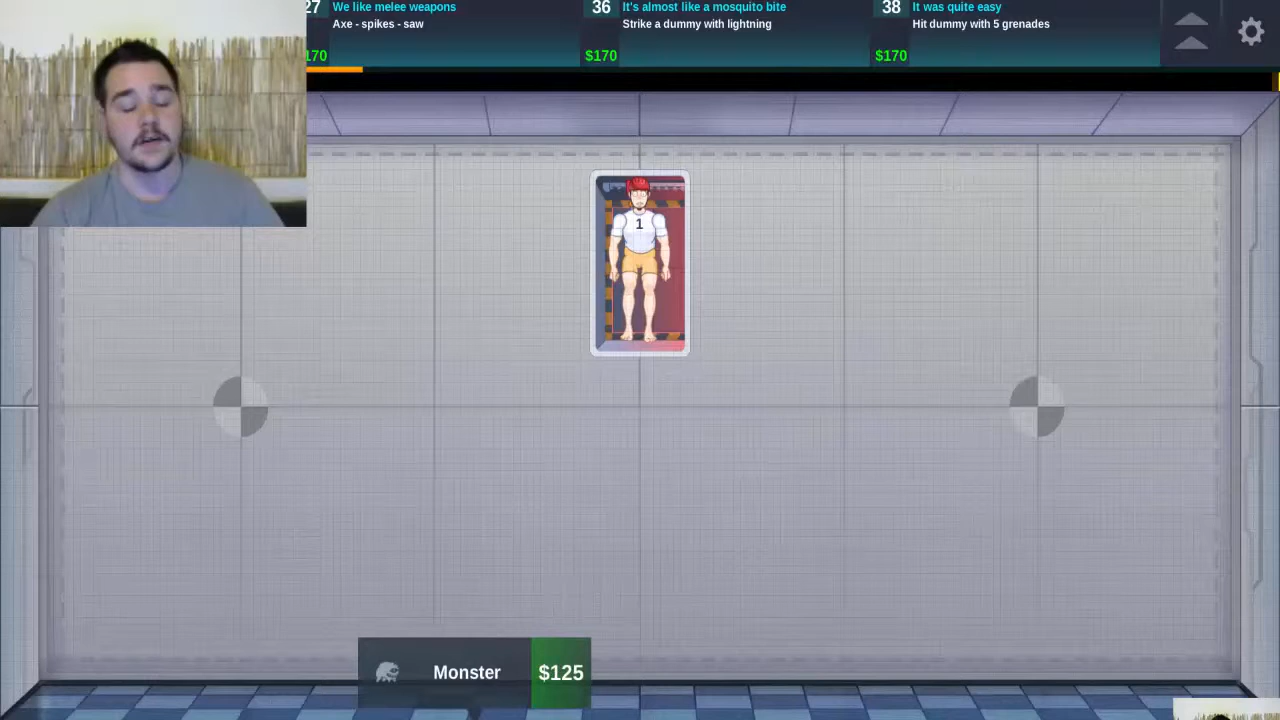 27 We like melee weapons
Axe - spikes - saw
170
36 It's almost like a mosquito bite
Strike a dummy with lightning
$170
38 It was quite easy
Hit dummy with 5 grenades
$170
1
Monster $125